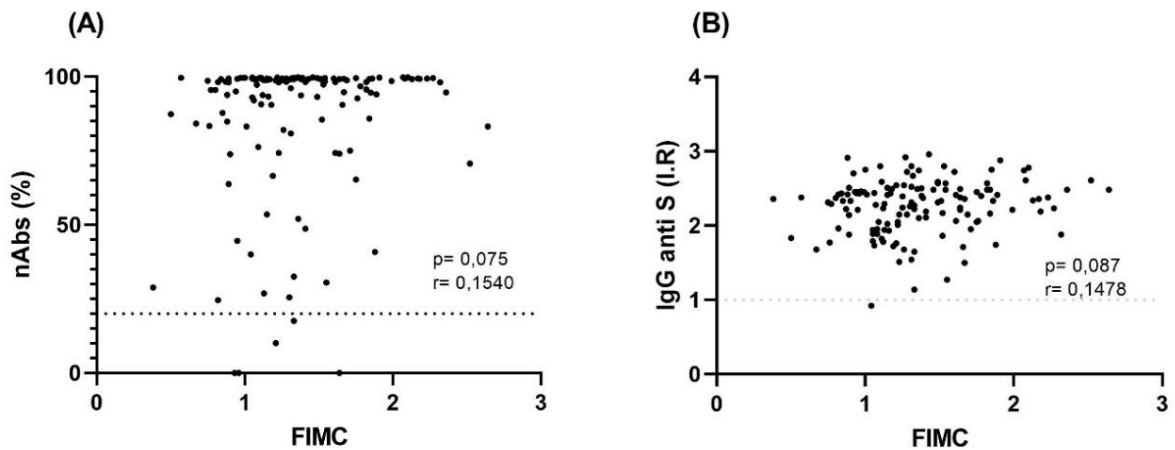 (A)
nAbs (%)
100
50
0
0
1
2
3
FIMC
p= 0,075
r= 0,1540
(B)
IgG anti S (I.R)
4
3
2
1
0
0
1
2
3
FIMC
p= 0,087
r= 0,1478